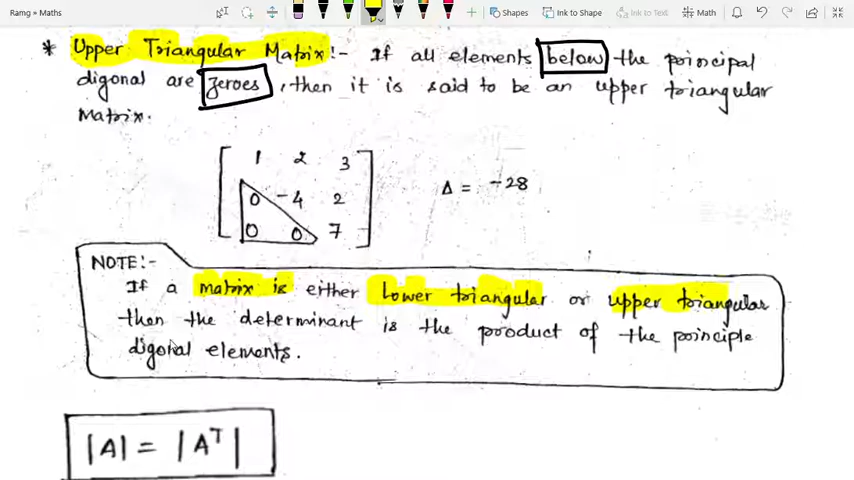 Ramg » Maths
Shapes
Ink to Shape
Ink to Text
Math
* Upper Triangular Matrix:- If all elements below the principal
digonal are zeroes, then it is said to be an upper triangular
Matrix.
1 2 3
0 -4 2
0 0 7
Δ = -28
NOTE:-
If a matrix is either Lower triangular or upper triangular
then the determinant is the product of the principle
digonal elements.
|A| = |Aᵀ|